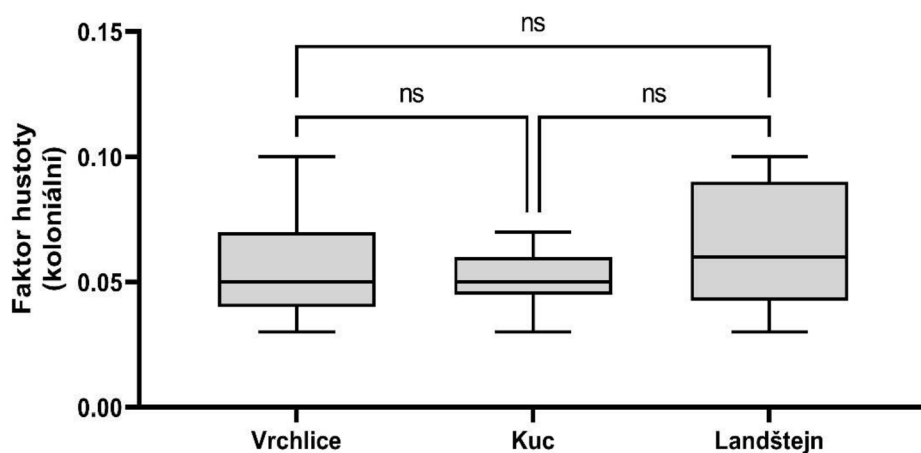 ns
ns
ns
0.15
0.10
0.05
0.00
Faktor hustoty
(koloniální)
Vrchlice
Kuc
Landštejn